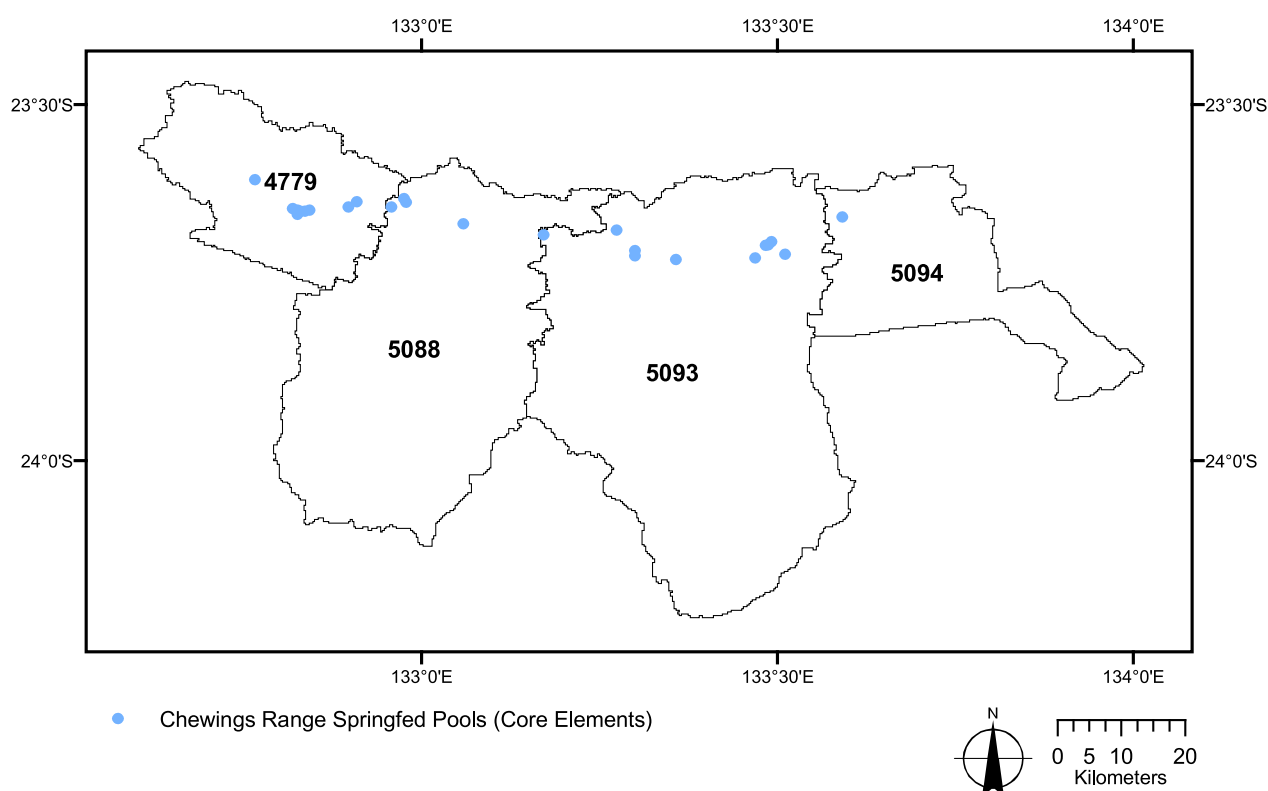 133°0'E 133°30'E 134°0'E
23°30'S 23°30'S
4779
5094
5088
5093
24°0'S 24°0'S
133°0'E 133°30'E 134°0'E
Chewings Range Springfed Pools (Core Elements)
N
0 5 10 20
Kilometers